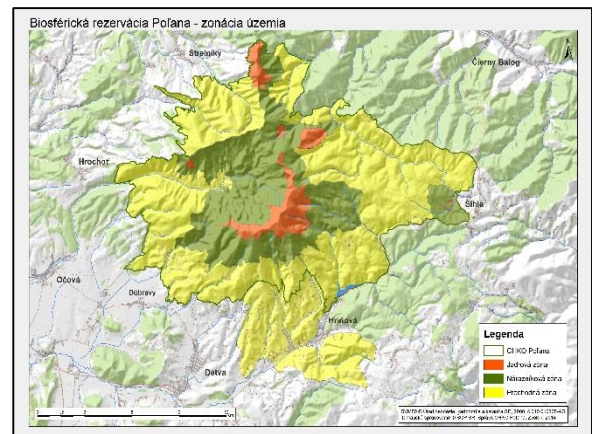 Biosférická rezervácia Poľana - zonácia územia
Strelníky
Čierny Balog
Hrochoť
Šihla
Očová
Dúbravy
Hriňová
Detva
Legenda
CHKO Poľana
Jadrová zóna
Nárazníková zóna
Prechodná zóna